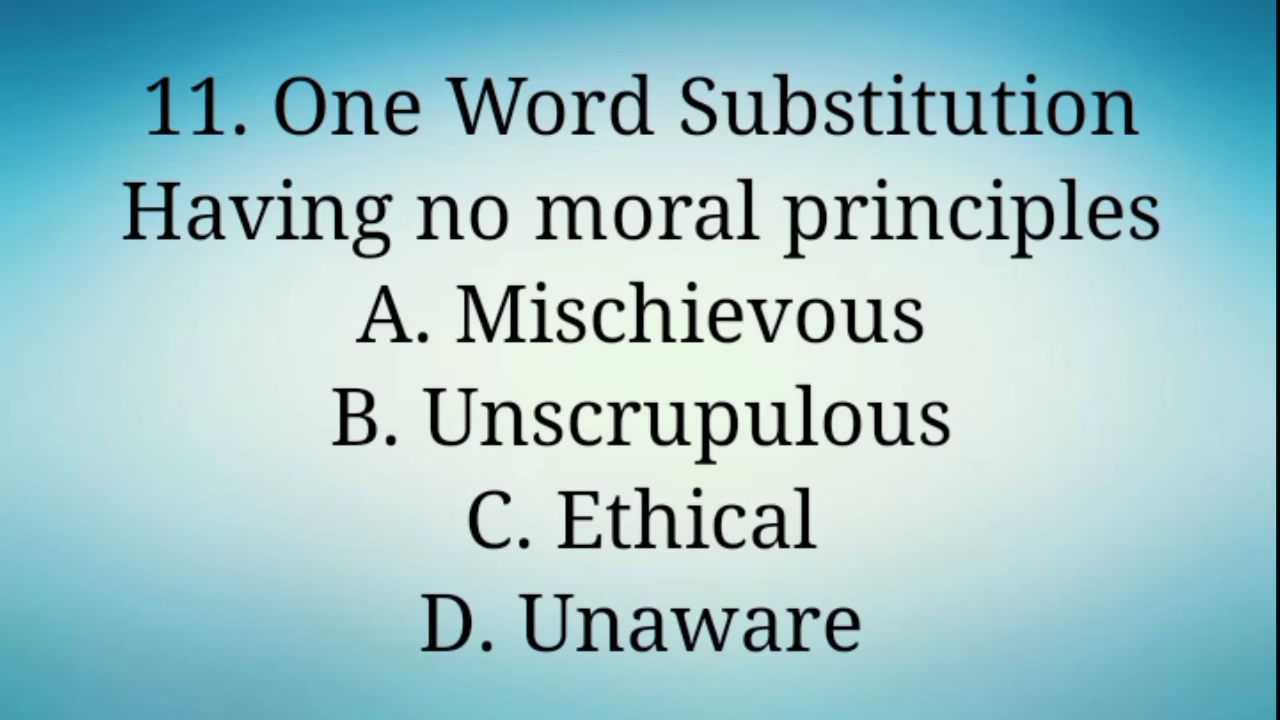 11. One Word Substitution
Having no moral principles
A. Mischievous
B. Unscrupulous
C. Ethical
D. Unaware